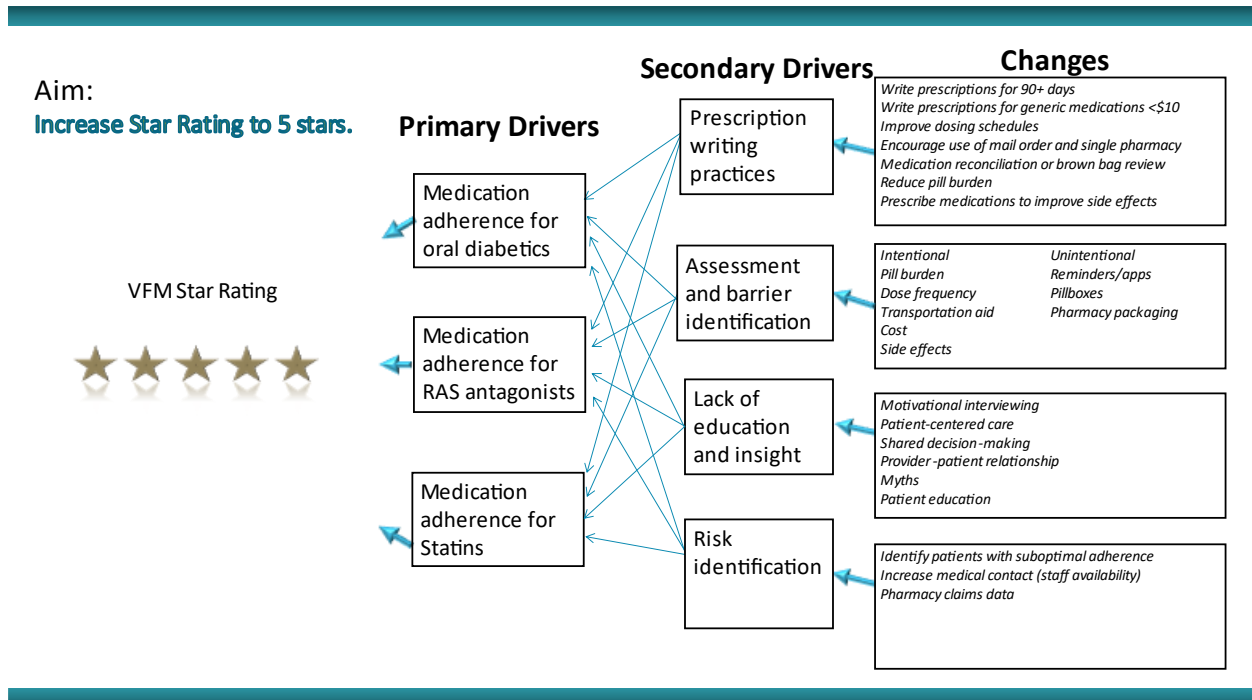 Aim:
Increase Star Rating to 5 stars.
VFM Star Rating
Primary Drivers
Medication
adherence for
oral diabetics
Medication
adherence for
RAS antagonists
Medication
adherence for
Statins
Secondary Drivers
Prescription
writing
practices
Assessment
and barrier
identification
Lack of
education
and insight
Risk
identification
Changes
Write prescriptions for 90+ days
Write prescriptions for generic medications <$10
Improve dosing schedules
Encourage use of mail order and single pharmacy
Medication reconciliation or brown bag review
Reduce pill burden
Prescribe medications to improve side effects
Intentional
Pill burden
Dose frequency
Transportation aid
Cost
Side effects
Unintentional
Reminders/apps
Pillboxes
Pharmacy packaging
Motivational interviewing
Patient-centered care
Shared decision-making
Provider-patient relationship
Myths
Patient education
Identify patients with suboptimal adherence
Increase medical contact (staff availability)
Pharmacy claims data